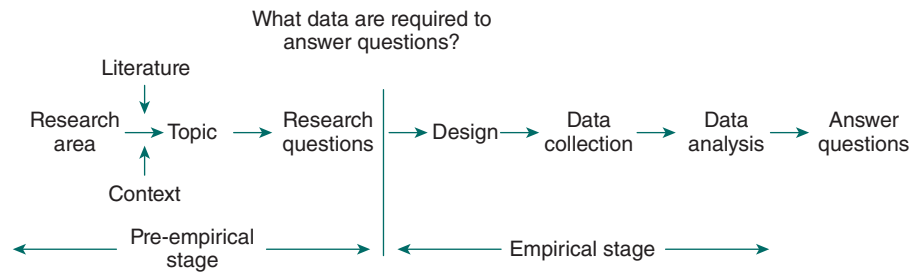 What data are required to
answer questions?
Literature
Research
area
Topic
Research
questions
Design
Data
collection
Data
analysis
Answer
questions
Context
Pre-empirical
stage
Empirical stage